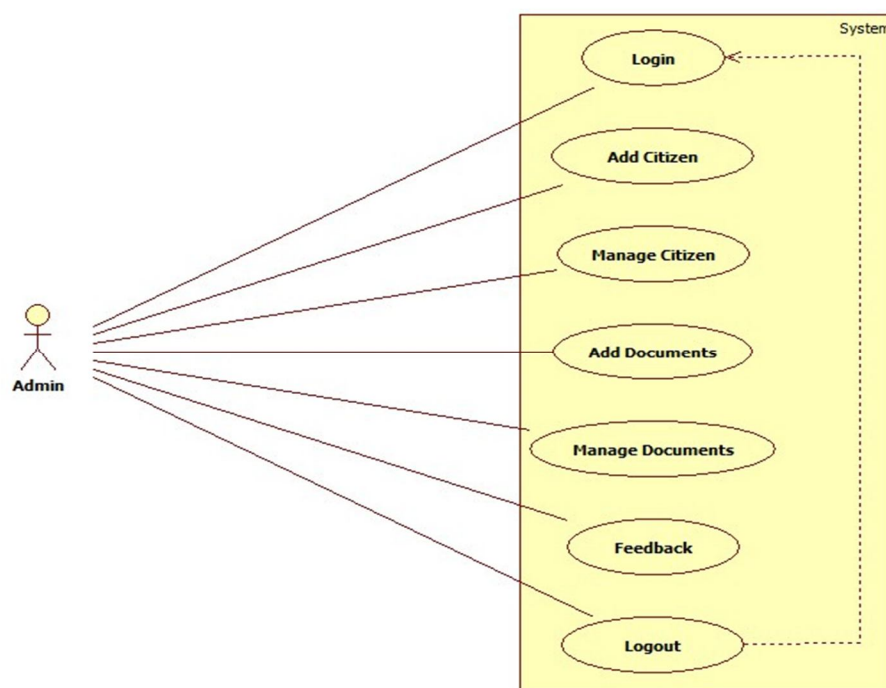 System
Login
Add Citizen
Manage Citizen
Add Documents
Admin
Manage Documents
Feedback
Logout